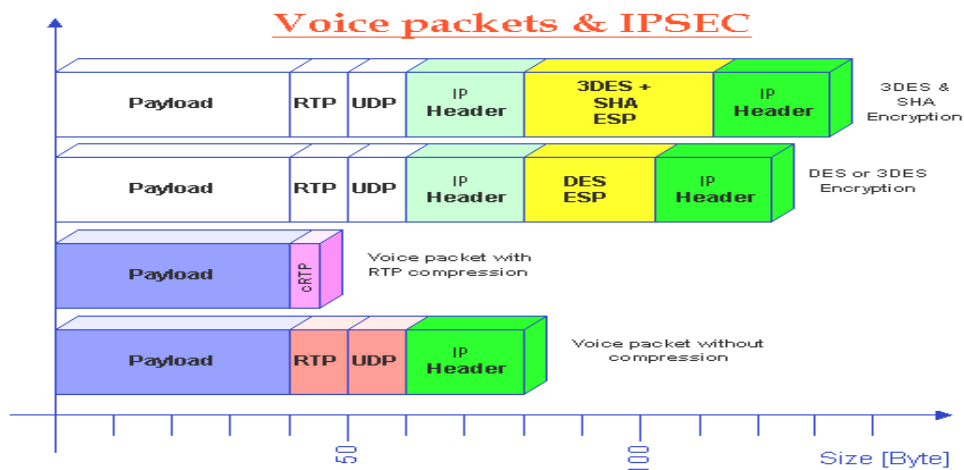 Voice packets & IPSEC
Payload
RTP
UDP
IP
Header
3DES +
SHA
ESP
IP
Header
3DES &
SHA
Encryption
Payload
RTP
UDP
IP
Header
DES
ESP
IP
Header
DES or 3DES
Encryption
Payload
cRTP
Voice packet with
RTP compression
Payload
RTP
UDP
IP
Header
Voice packet without
compression
50
100
Size [Byte]